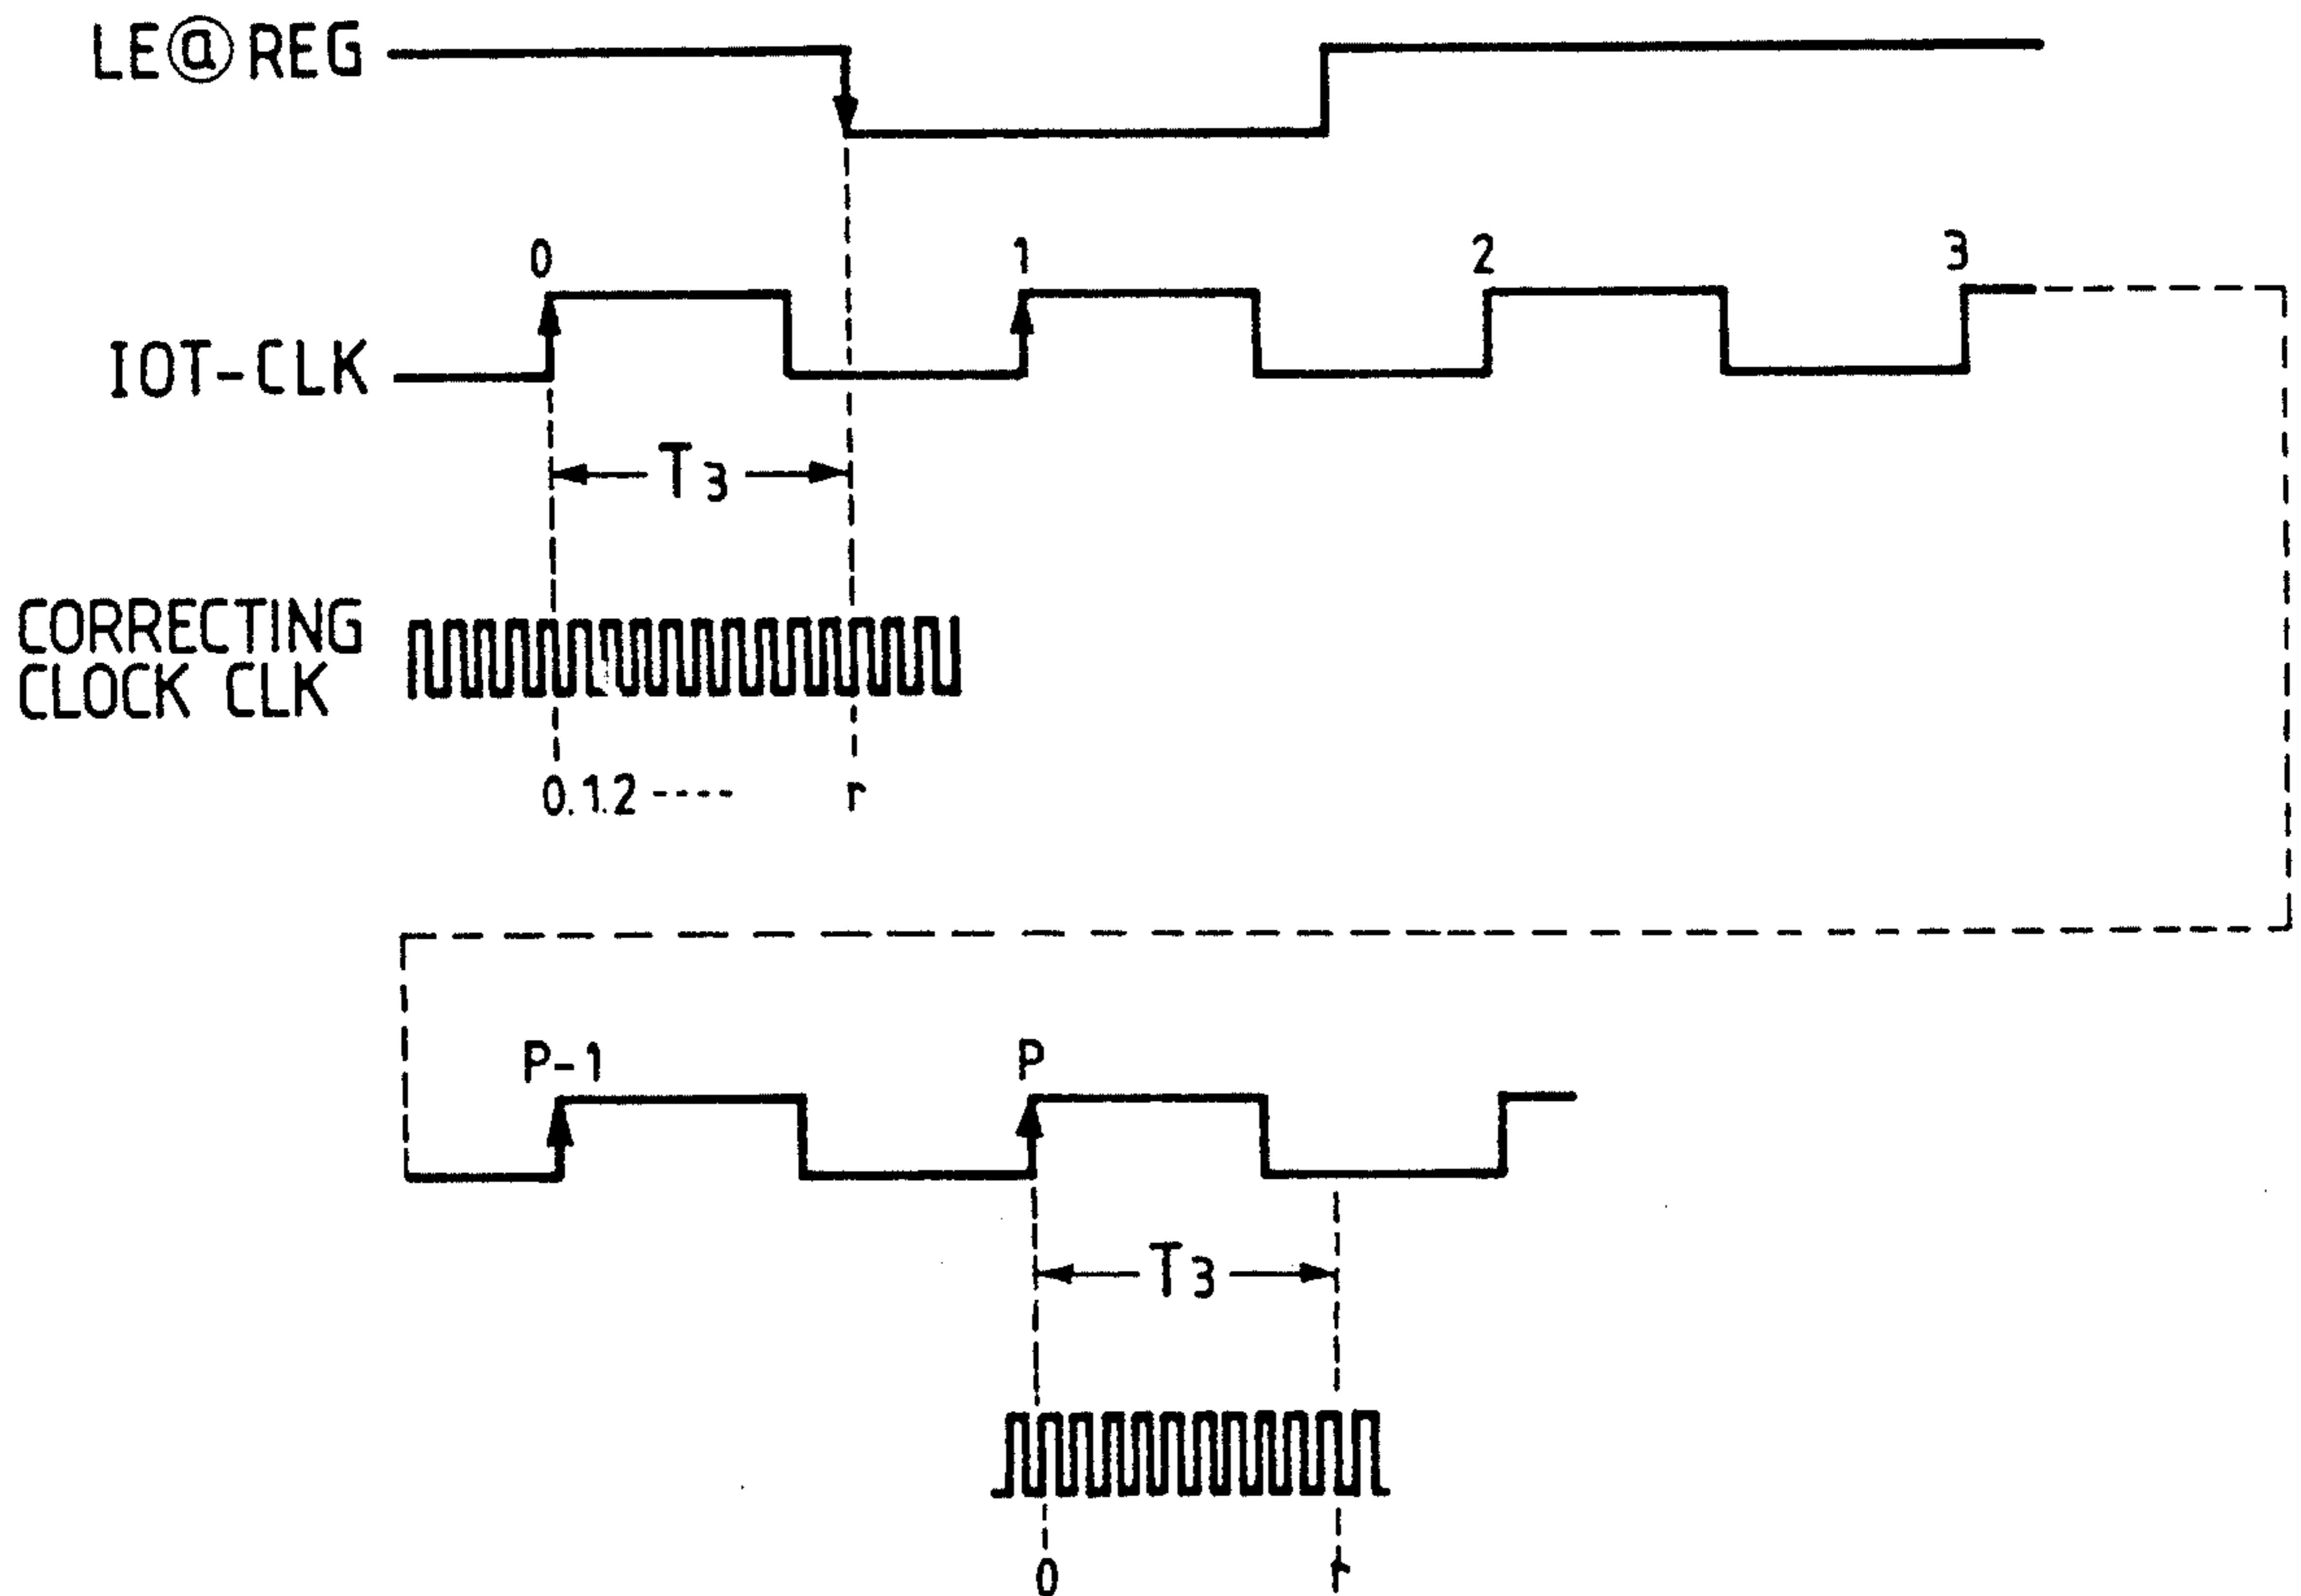 LE@REG
0 1 2 3
IOT-CLK
T3
CORRECTING
CLOCK CLK
0.1.2---- r
P-1 P
T3
0 r